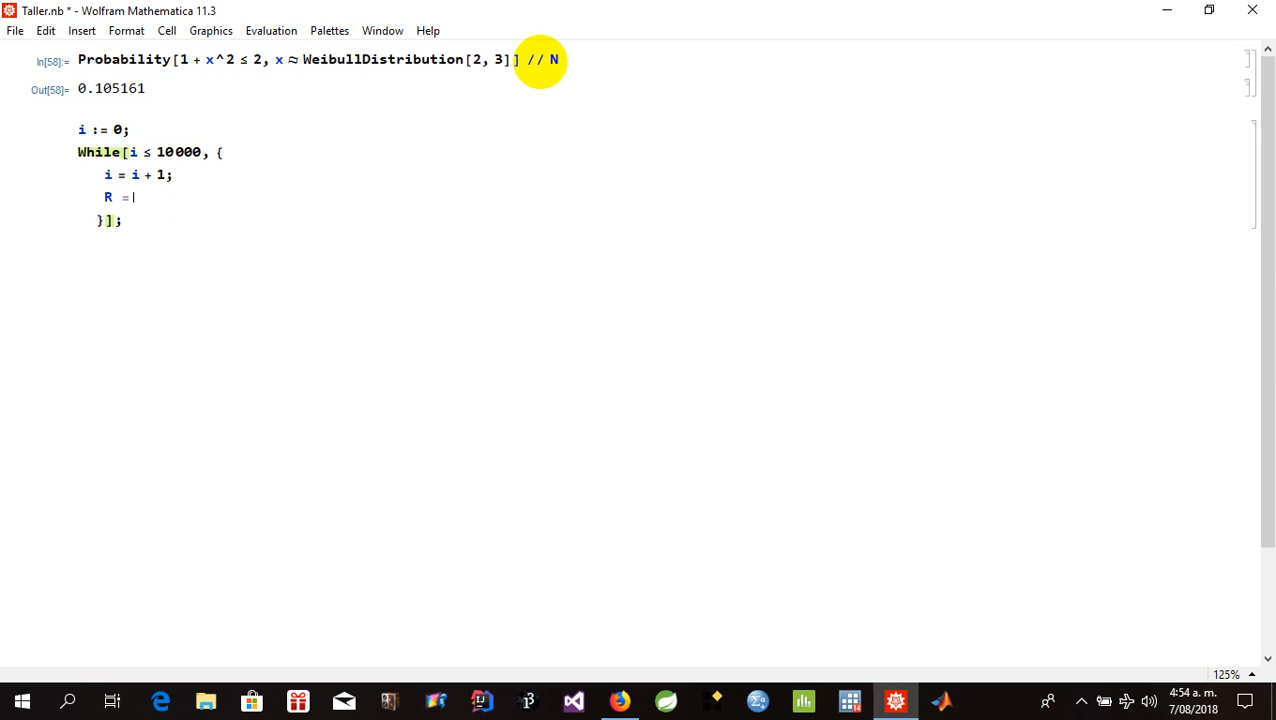 Taller.nb * - Wolfram Mathematica 11.3
File Edit Insert Format Cell Graphics Evaluation Palettes Window Help
In[58]:= Probability[1 + x^2 ≤ 2, x ≈ WeibullDistribution[2, 3]] // N
Out[58]= 0.105161
i := 0;
While[i ≤ 10000, {
i = i + 1;
R =
}];
125%
4:54 a. m.
7/08/2018